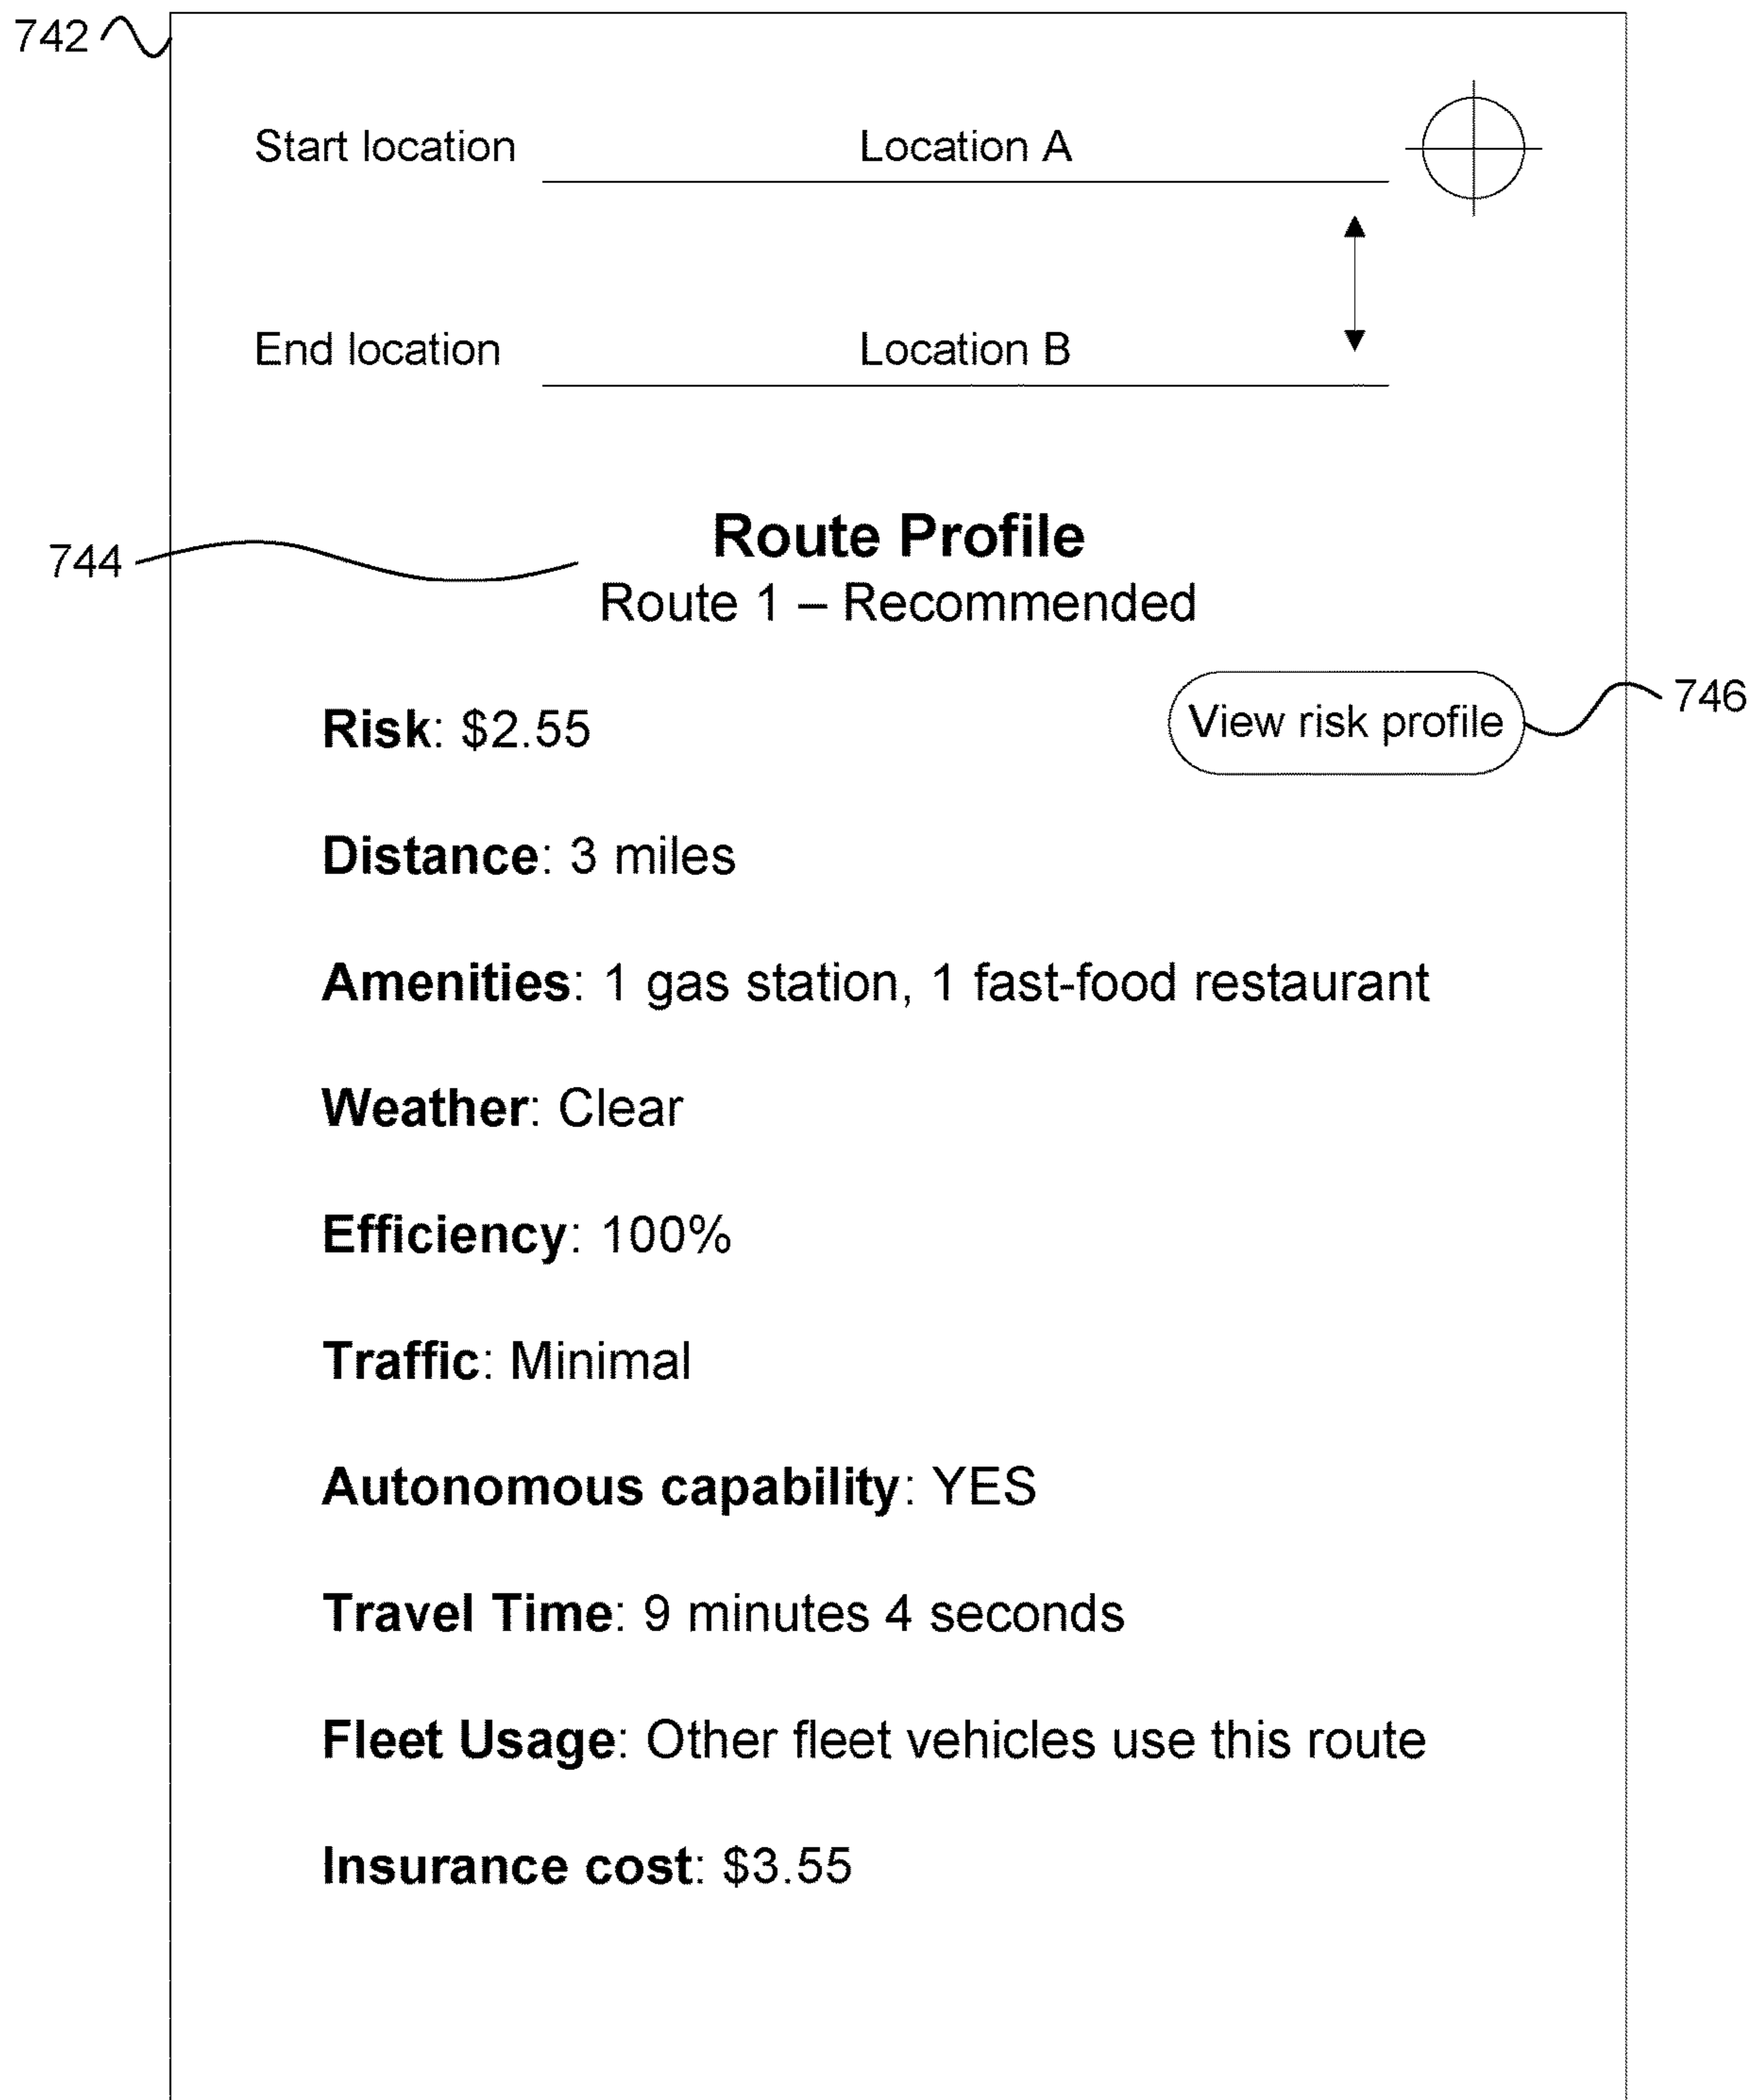 742
Start location Location A
End location Location B
Route Profile
744
Route 1 – Recommended
746
View risk profile
Risk: $2.55
Distance: 3 miles
Amenities: 1 gas station, 1 fast-food restaurant
Weather: Clear
Efficiency: 100%
Traffic: Minimal
Autonomous capability: YES
Travel Time: 9 minutes 4 seconds
Fleet Usage: Other fleet vehicles use this route
Insurance cost: $3.55